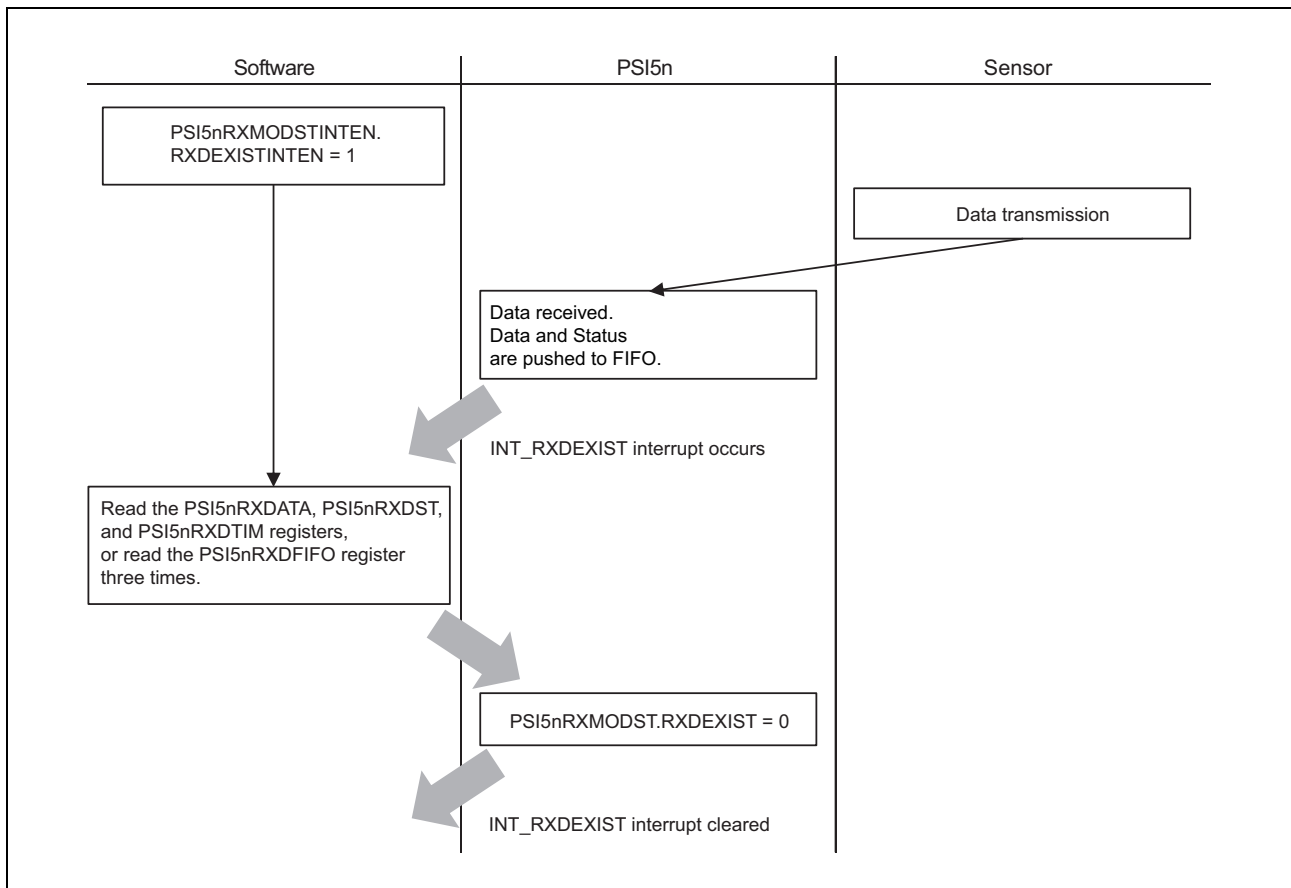 Software
PSI5n
Sensor
PSI5nRXMODSTINTEN.
RXDEXISTINTEN = 1
Data transmission
Data received.
Data and Status
are pushed to FIFO.
INT_RXDEXIST interrupt occurs
Read the PSI5nRXDATA, PSI5nRXDST,
and PSI5nRXDTIM registers,
or read the PSI5nRXDFIFO register
three times.
PSI5nRXMODST.RXDEXIST = 0
INT_RXDEXIST interrupt cleared